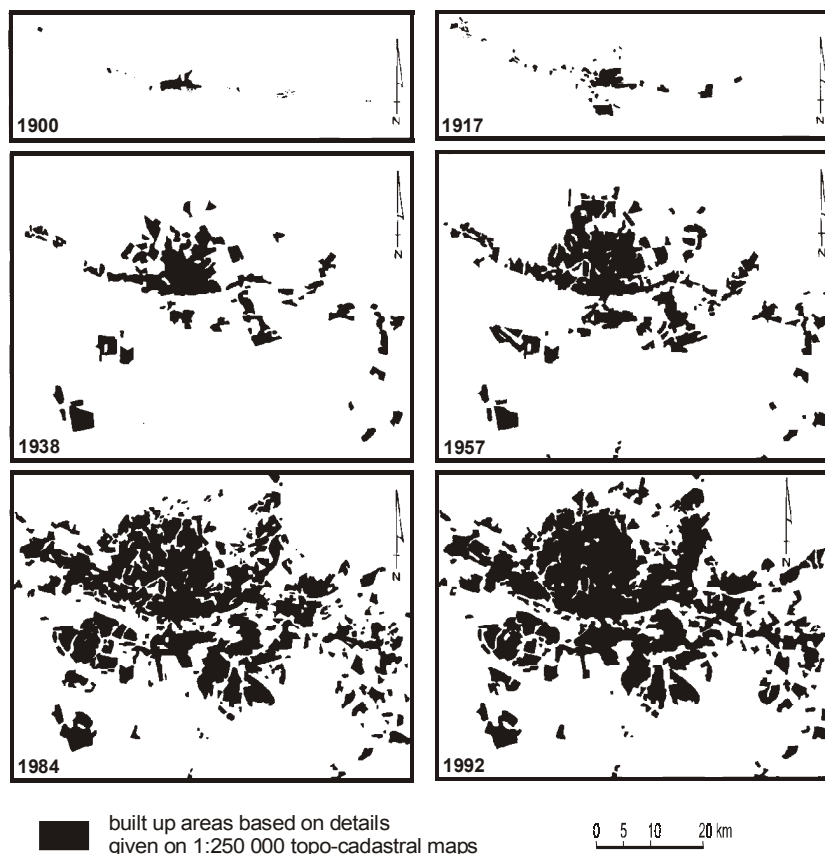 N
1900
N
1917
N
1938
N
1957
N
1984
N
1992
built up areas based on details
given on 1:250 000 topo-cadastral maps
0 5 10 20 km